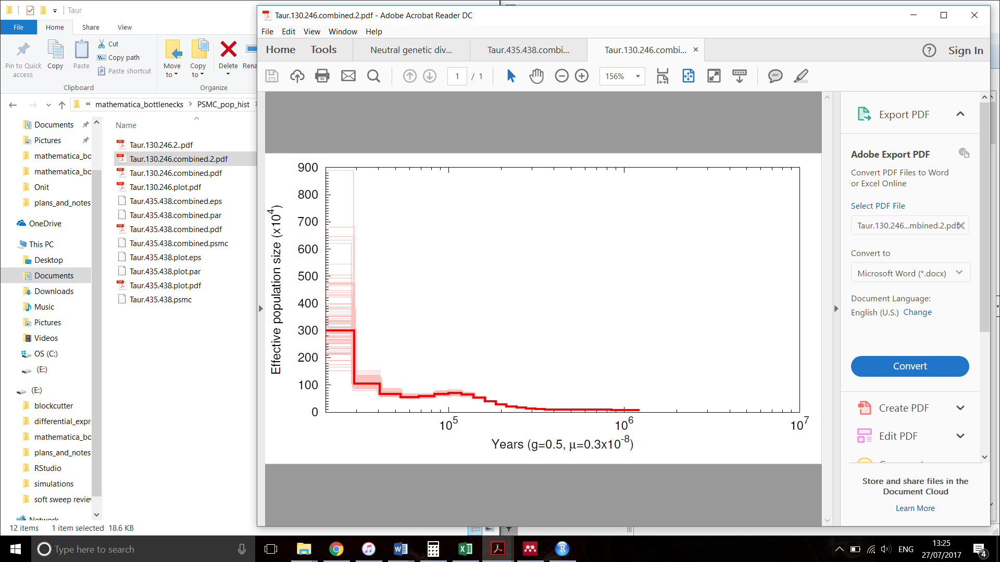 Taur
File
Home
Share
View
Pin to Quick access
Copy
Paste
Cut
Copy path
Paste shortcut
Clipboard
Move to
Copy to
Delete
Rena
Organize
« mathematica_bottlenecks > PSMC_pop_hist >
Documents
Pictures
mathematica_bo
mathematica_bo
Onit
plans_and_notes
OneDrive
This PC
Desktop
Documents
Downloads
Music
Pictures
Videos
OS (C:)
(E:)
(E:)
blockcutter
differential_expr
mathematica_bo
plans_and_notes
RStudio
simulations
soft sweep revie
Network
Name
Taur.130.246.2..pdf
Taur.130.246.combined.2.pdf
Taur.130.246.combined.pdf
Taur.130.246.plot.pdf
Taur.435.438.combined.eps
Taur.435.438.combined.par
Taur.435.438.combined.pdf
Taur.435.438.combined.psmc
Taur.435.438.plot.eps
Taur.435.438.plot.par
Taur.435.438.plot.pdf
Taur.435.438.psmc
12 items 1 item selected 18.6 KB
Taur.130.246.combined.2.pdf - Adobe Acrobat Reader DC
File Edit View Window Help
Home Tools Neutral genetic div... Taur.435.438.combi... Taur.130.246.combi... × Sign In
1 / 1 156%
900
800
700
600
500
400
300
200
100
0
Effective population size (x10⁴)
10⁵ 10⁶ 10⁷
Years (g=0.5, μ=0.3x10⁻⁸)
Export PDF
Adobe Export PDF
Convert PDF Files to Word
or Excel Online
Select PDF File
Taur.130.246...mbined.2.pdf
Convert to
Microsoft Word (*.docx)
Document Language:
English (U.S.) Change
Convert
Create PDF
Edit PDF
Store and share files in the
Document Cloud
Learn More
Type here to search
ENG
13:25
27/07/2017
4